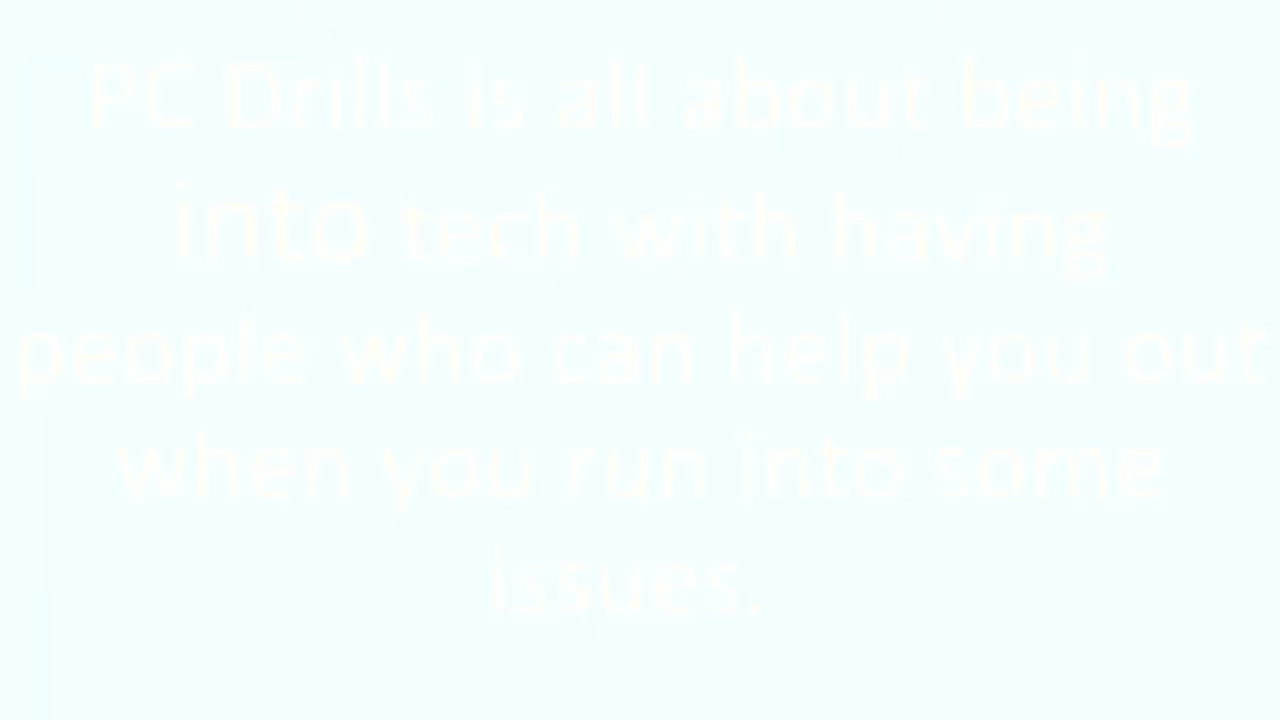 PC Drills is all about being
into tech with having
people who can help you out
when you run into some
issues.